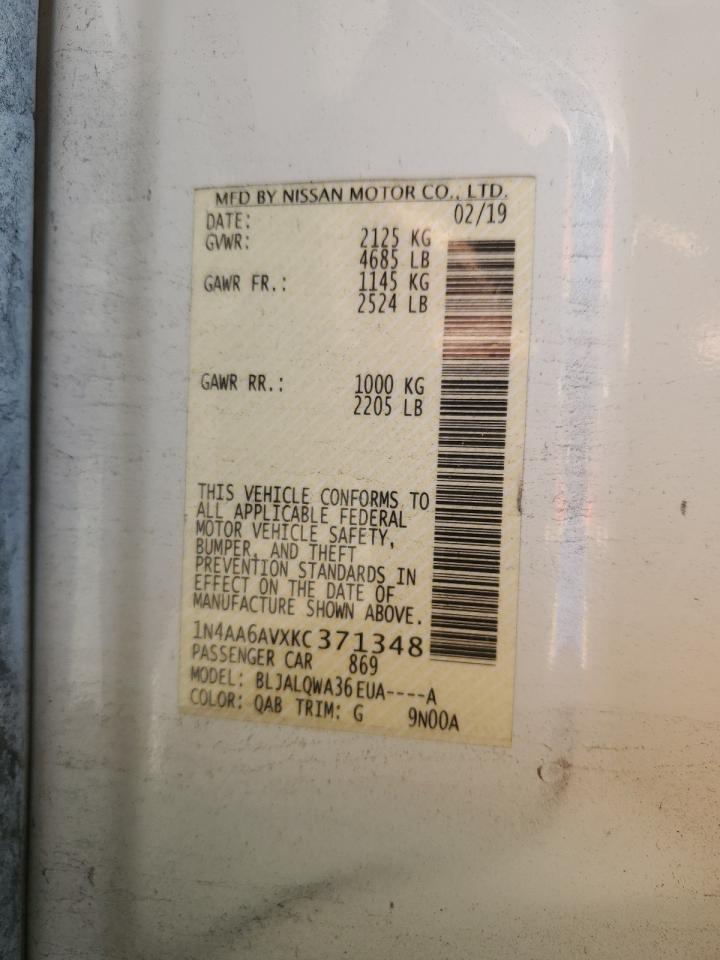 MFD BY NISSAN MOTOR CO., LTD.
DATE: 02/19
GVWR: 2125 KG
4685 LB
GAWR FR.: 1145 KG
2524 LB
GAWR RR.: 1000 KG
2205 LB
THIS VEHICLE CONFORMS TO
ALL APPLICABLE FEDERAL
MOTOR VEHICLE SAFETY,
BUMPER, AND THEFT
PREVENTION STANDARDS IN
EFFECT ON THE DATE OF
MANUFACTURE SHOWN ABOVE.
1N4AA6AVXKC371348
PASSENGER CAR 869
MODEL: BLJALQWA36EUA----A
COLOR: QAB TRIM: G 9N00A